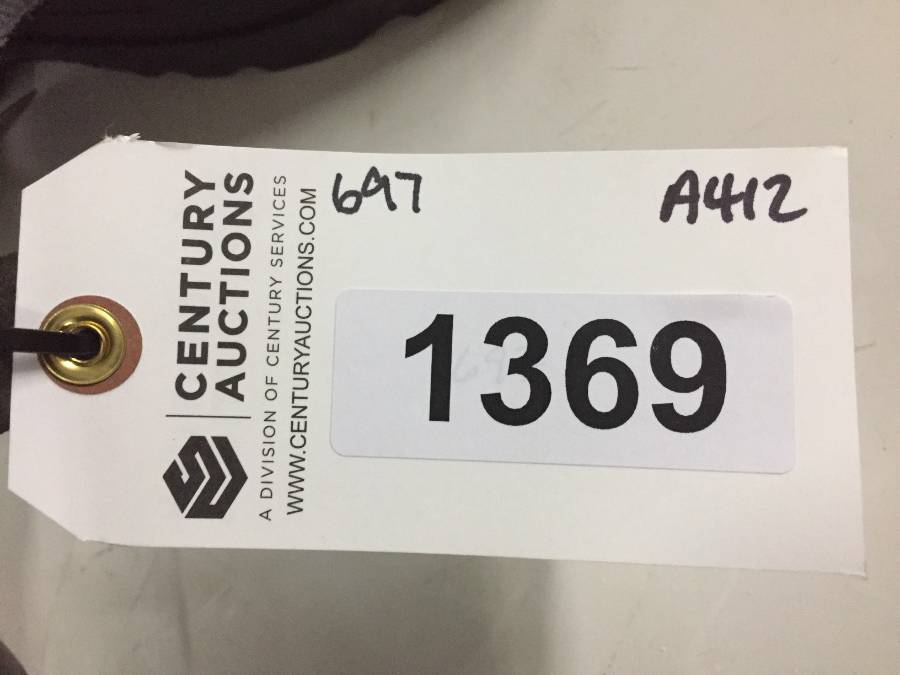 CENTURY
AUCTIONS
A DIVISION OF CENTURY SERVICES
WWW.CENTURYAUCTIONS.COM
697
A412
1369